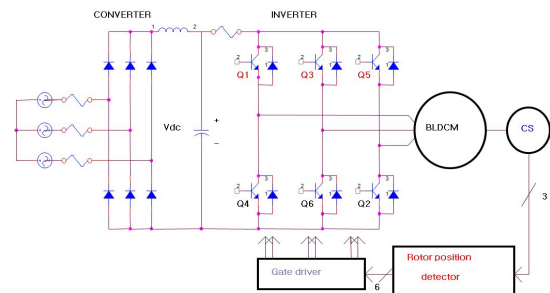 CONVERTER INVERTER
1 2
2 3 1 Q1
2 3 1 Q3
2 3 1 Q5
Vdc
+
-
BLDCM
CS
2 3 1 Q4
2 3 1 Q6
2 3 1 Q2
3
Gate driver
6
Rotor position
detector